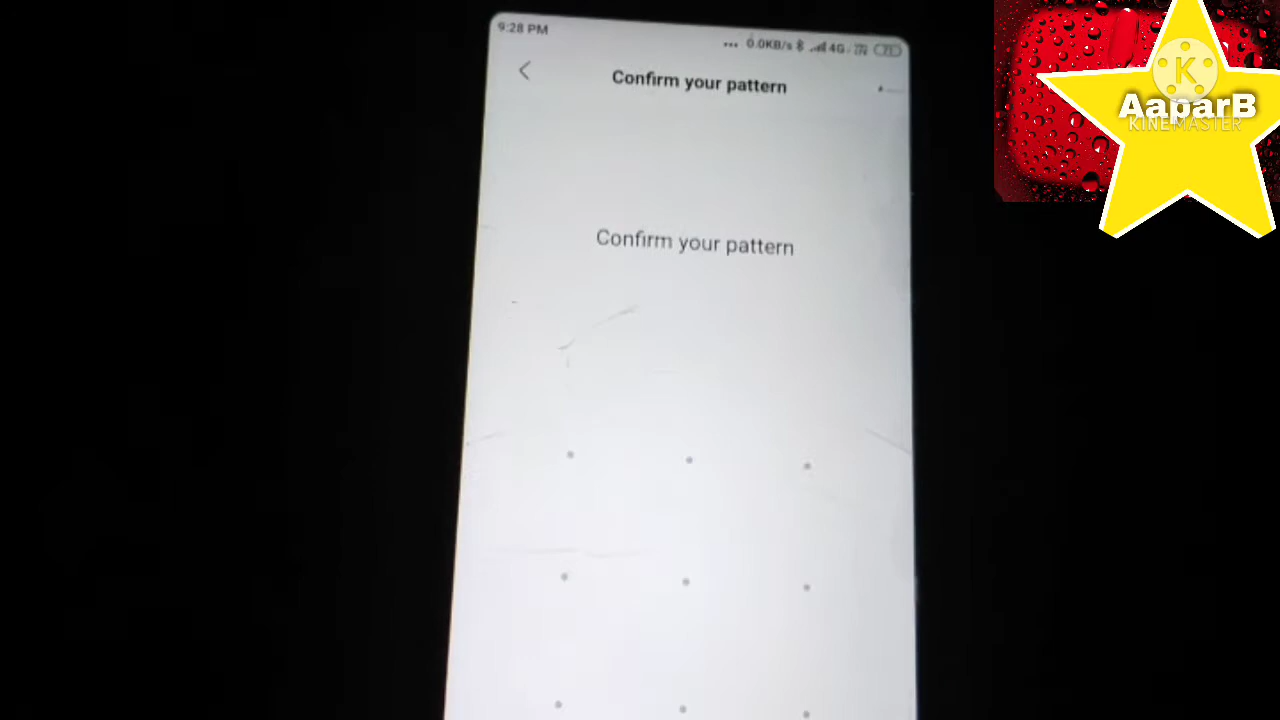 9:28 PM
0.0KB/s 4G
Confirm your pattern
Confirm your pattern
K
AaparB
KINEMASTER